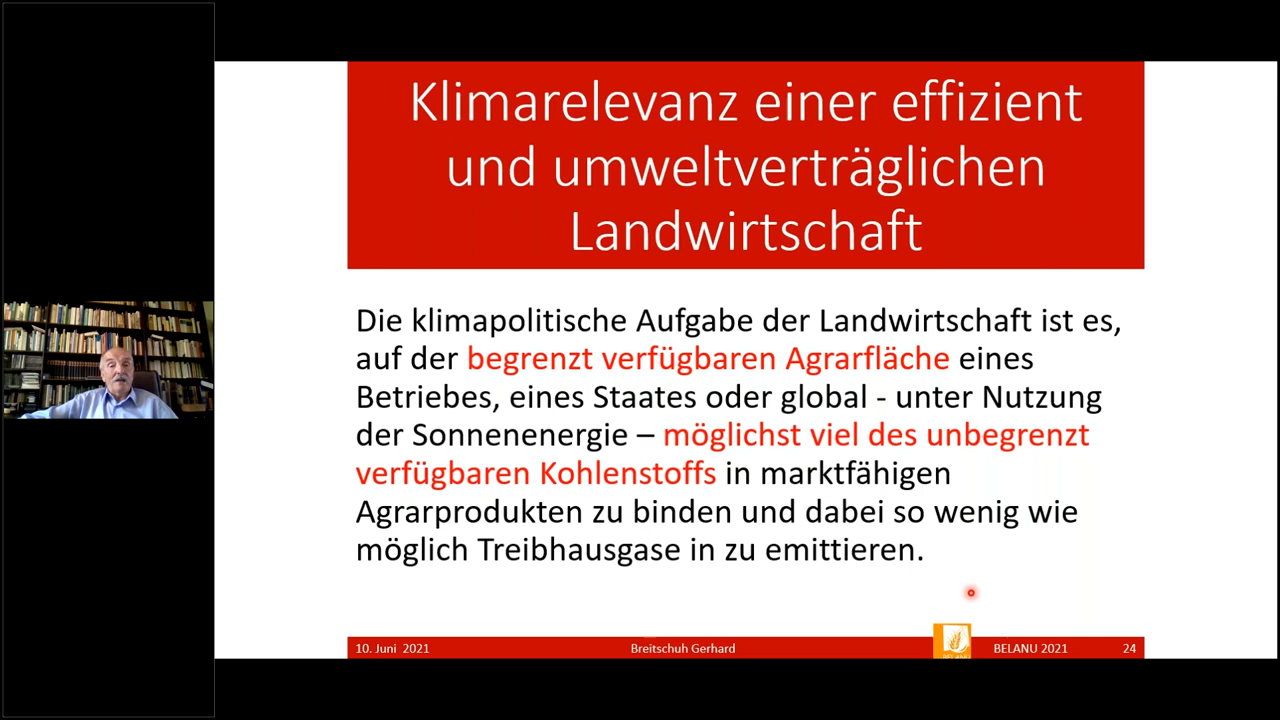 Klimarelevanz einer effizient
und umweltverträglichen
Landwirtschaft
Die klimapolitische Aufgabe der Landwirtschaft ist es,
auf der begrenzt verfügbaren Agrarfläche eines
Betriebes, eines Staates oder global - unter Nutzung
der Sonnenenergie – möglichst viel des unbegrenzt
verfügbaren Kohlenstoffs in marktfähigen
Agrarprodukten zu binden und dabei so wenig wie
möglich Treibhausgase in zu emittieren.
10. Juni 2021
Breitschuh Gerhard
BELANU
BELANU 2021
24